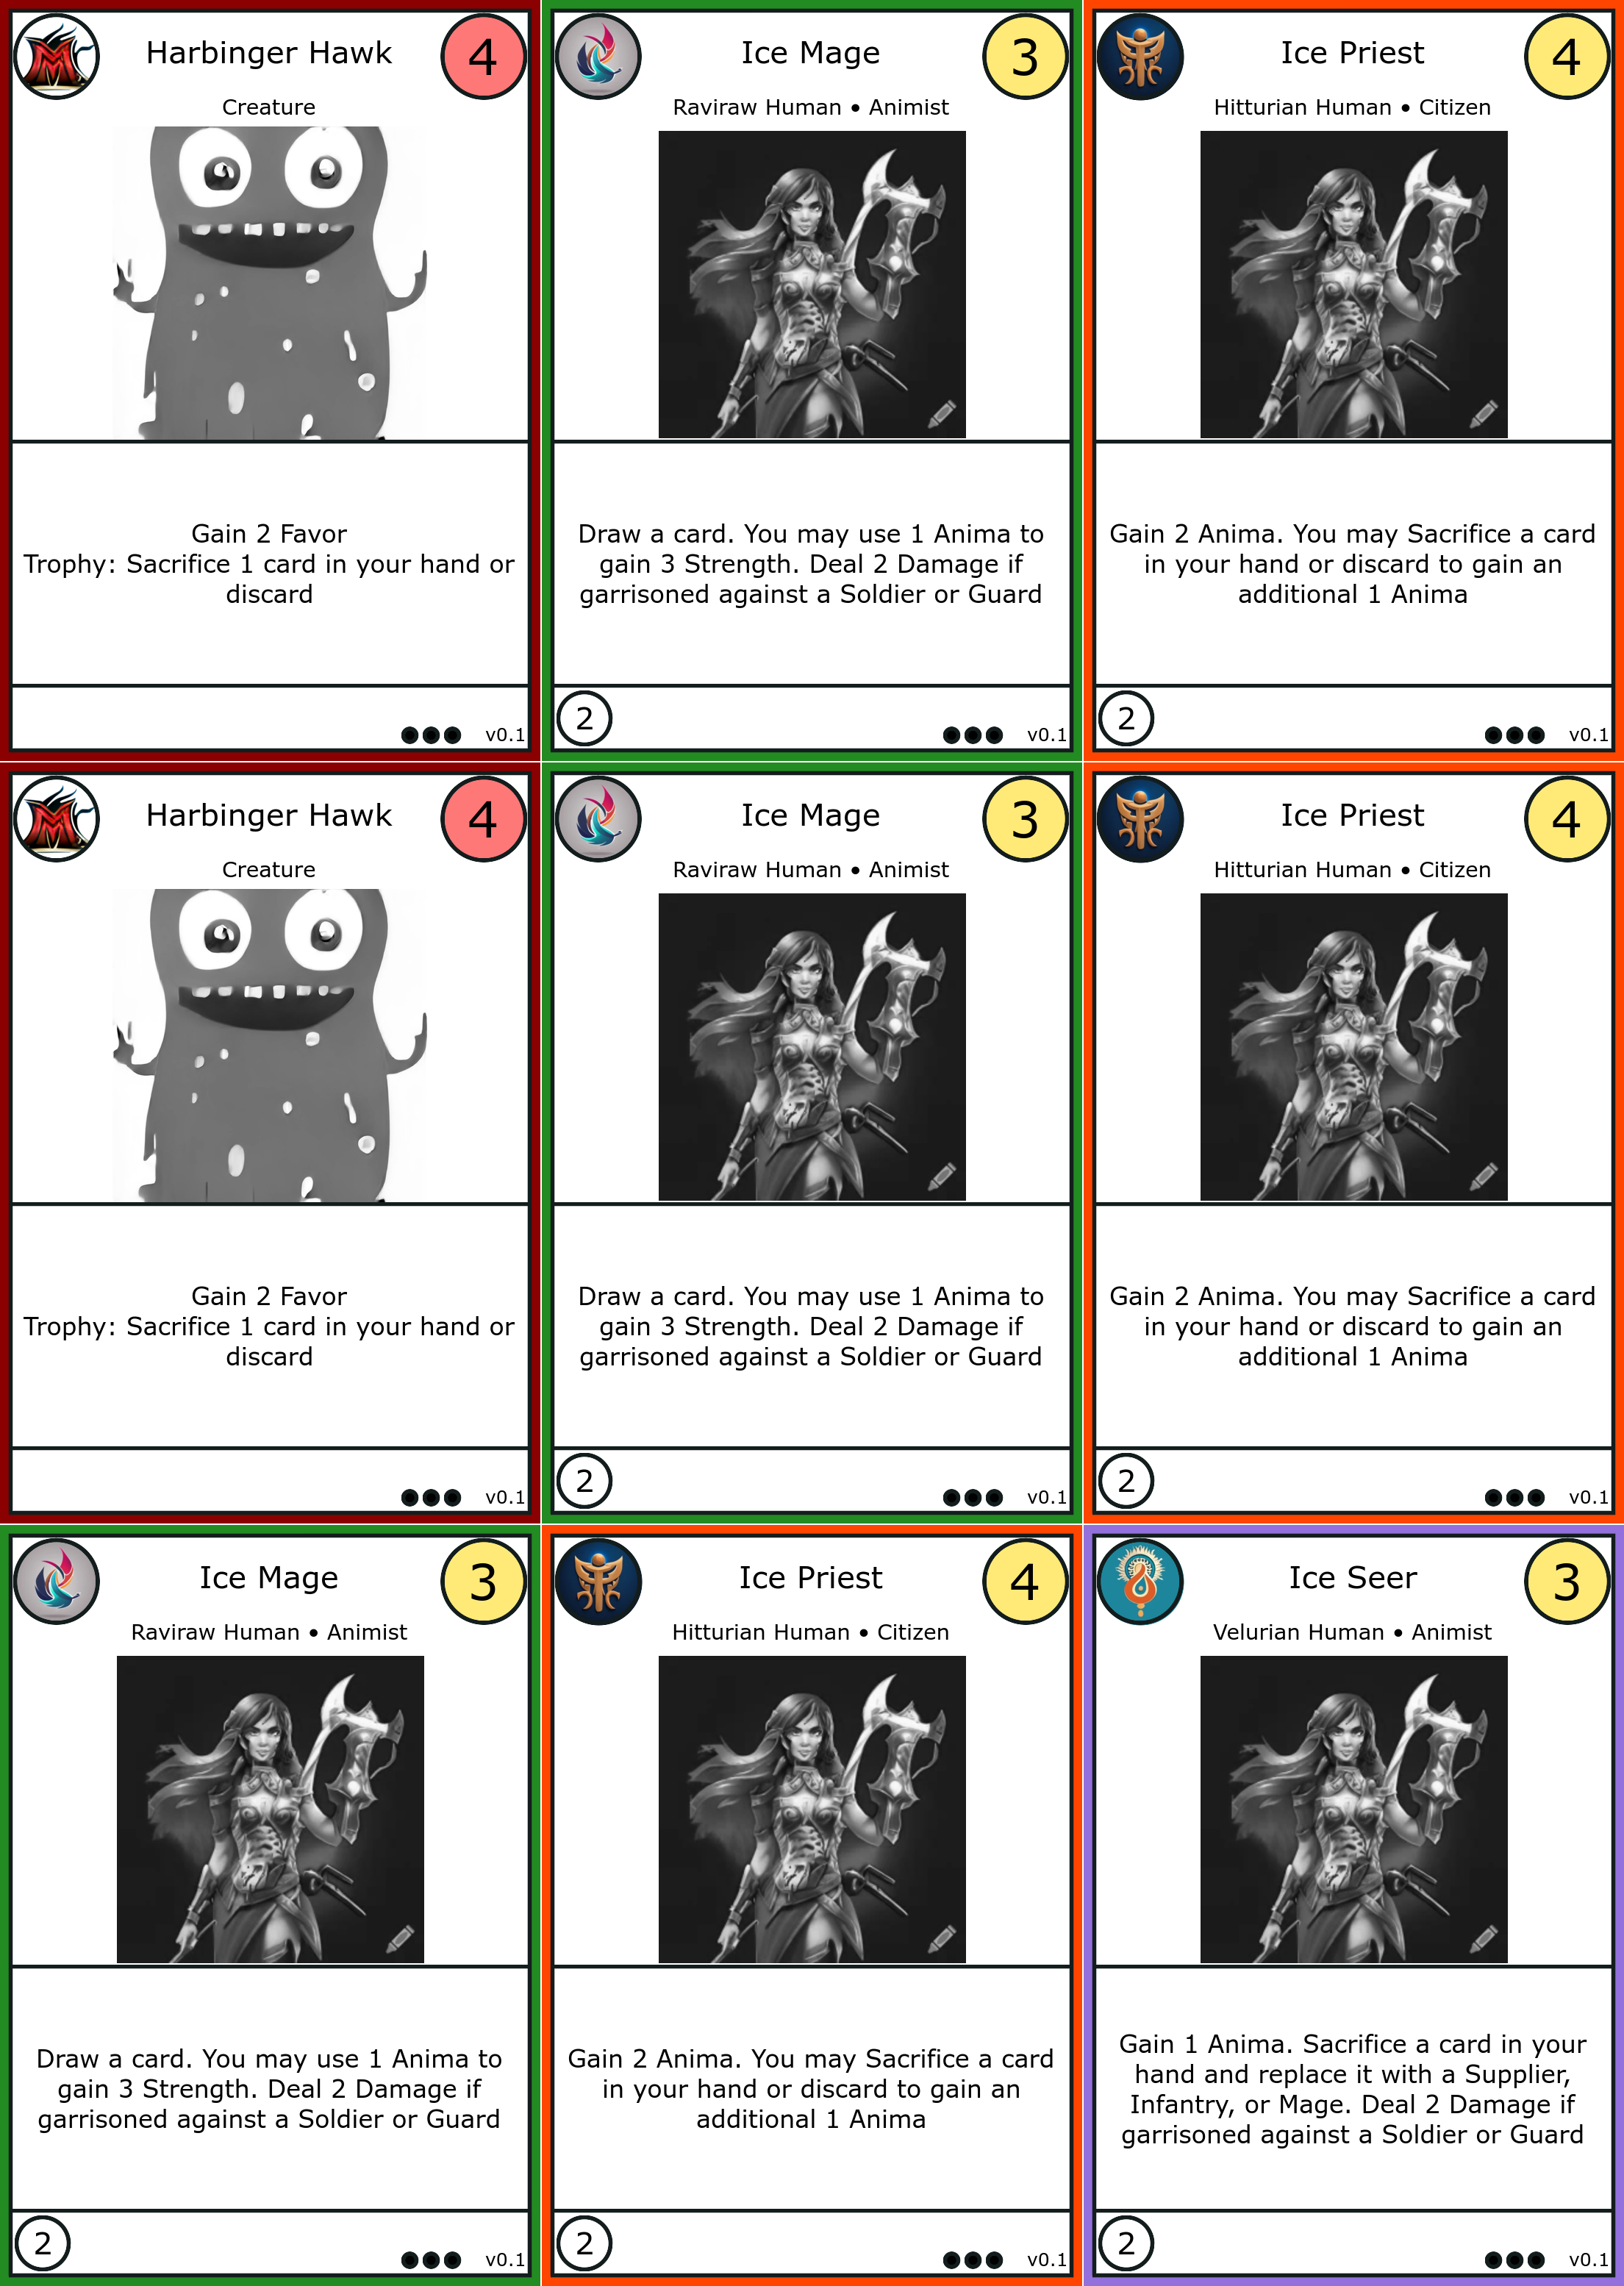 Harbinger Hawk
4
Creature
Gain 2 Favor
Trophy: Sacrifice 1 card in your hand or
discard
v0.1
Ice Mage
3
Raviraw Human • Animist
Draw a card. You may use 1 Anima to
gain 3 Strength. Deal 2 Damage if
garrisoned against a Soldier or Guard
2
v0.1
Ice Priest
4
Hitturian Human • Citizen
Gain 2 Anima. You may Sacrifice a card
in your hand or discard to gain an
additional 1 Anima
2
v0.1
Harbinger Hawk
4
Creature
Gain 2 Favor
Trophy: Sacrifice 1 card in your hand or
discard
v0.1
Ice Mage
3
Raviraw Human • Animist
Draw a card. You may use 1 Anima to
gain 3 Strength. Deal 2 Damage if
garrisoned against a Soldier or Guard
2
v0.1
Ice Priest
4
Hitturian Human • Citizen
Gain 2 Anima. You may Sacrifice a card
in your hand or discard to gain an
additional 1 Anima
2
v0.1
Ice Mage
3
Raviraw Human • Animist
Draw a card. You may use 1 Anima to
gain 3 Strength. Deal 2 Damage if
garrisoned against a Soldier or Guard
2
v0.1
Ice Priest
4
Hitturian Human • Citizen
Gain 2 Anima. You may Sacrifice a card
in your hand or discard to gain an
additional 1 Anima
2
v0.1
Ice Seer
3
Velurian Human • Animist
Gain 1 Anima. Sacrifice a card in your
hand and replace it with a Supplier,
Infantry, or Mage. Deal 2 Damage if
garrisoned against a Soldier or Guard
2
v0.1